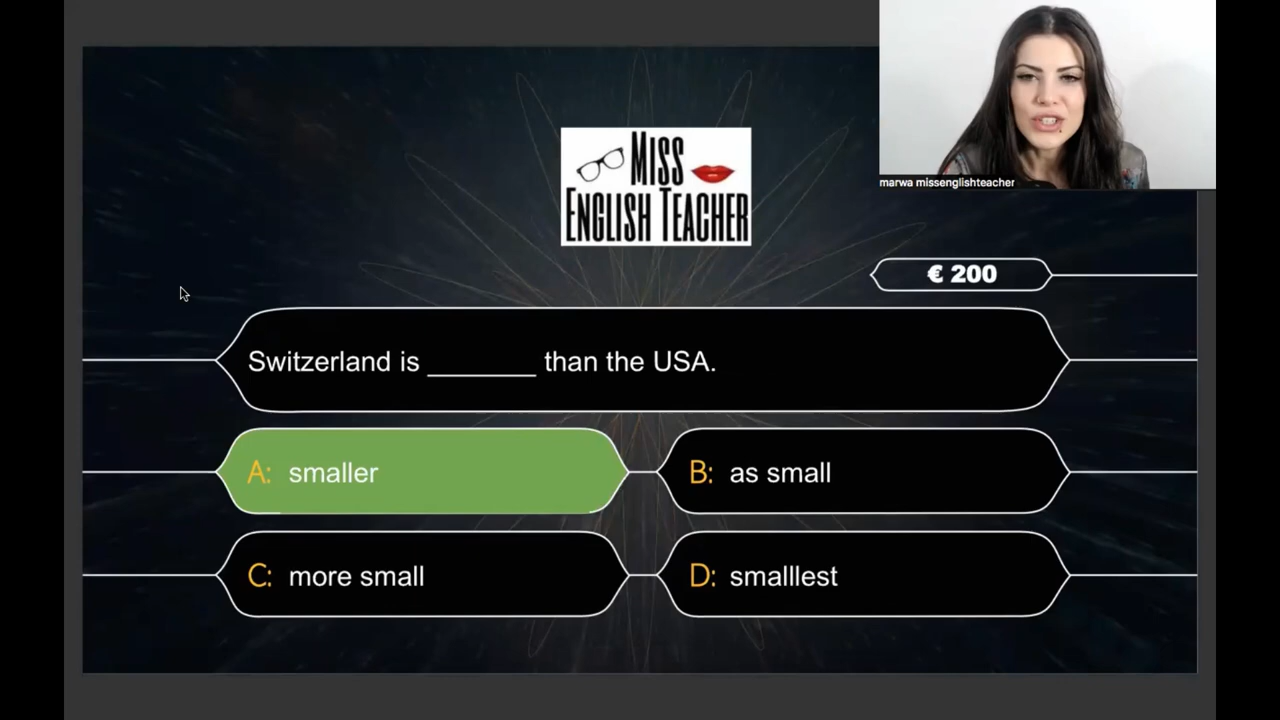 MISS
ENGLISH TEACHER
marwa missenglishteacher
€ 200
Switzerland is _______ than the USA.
A: smaller
B: as small
C: more small
D: smalllest